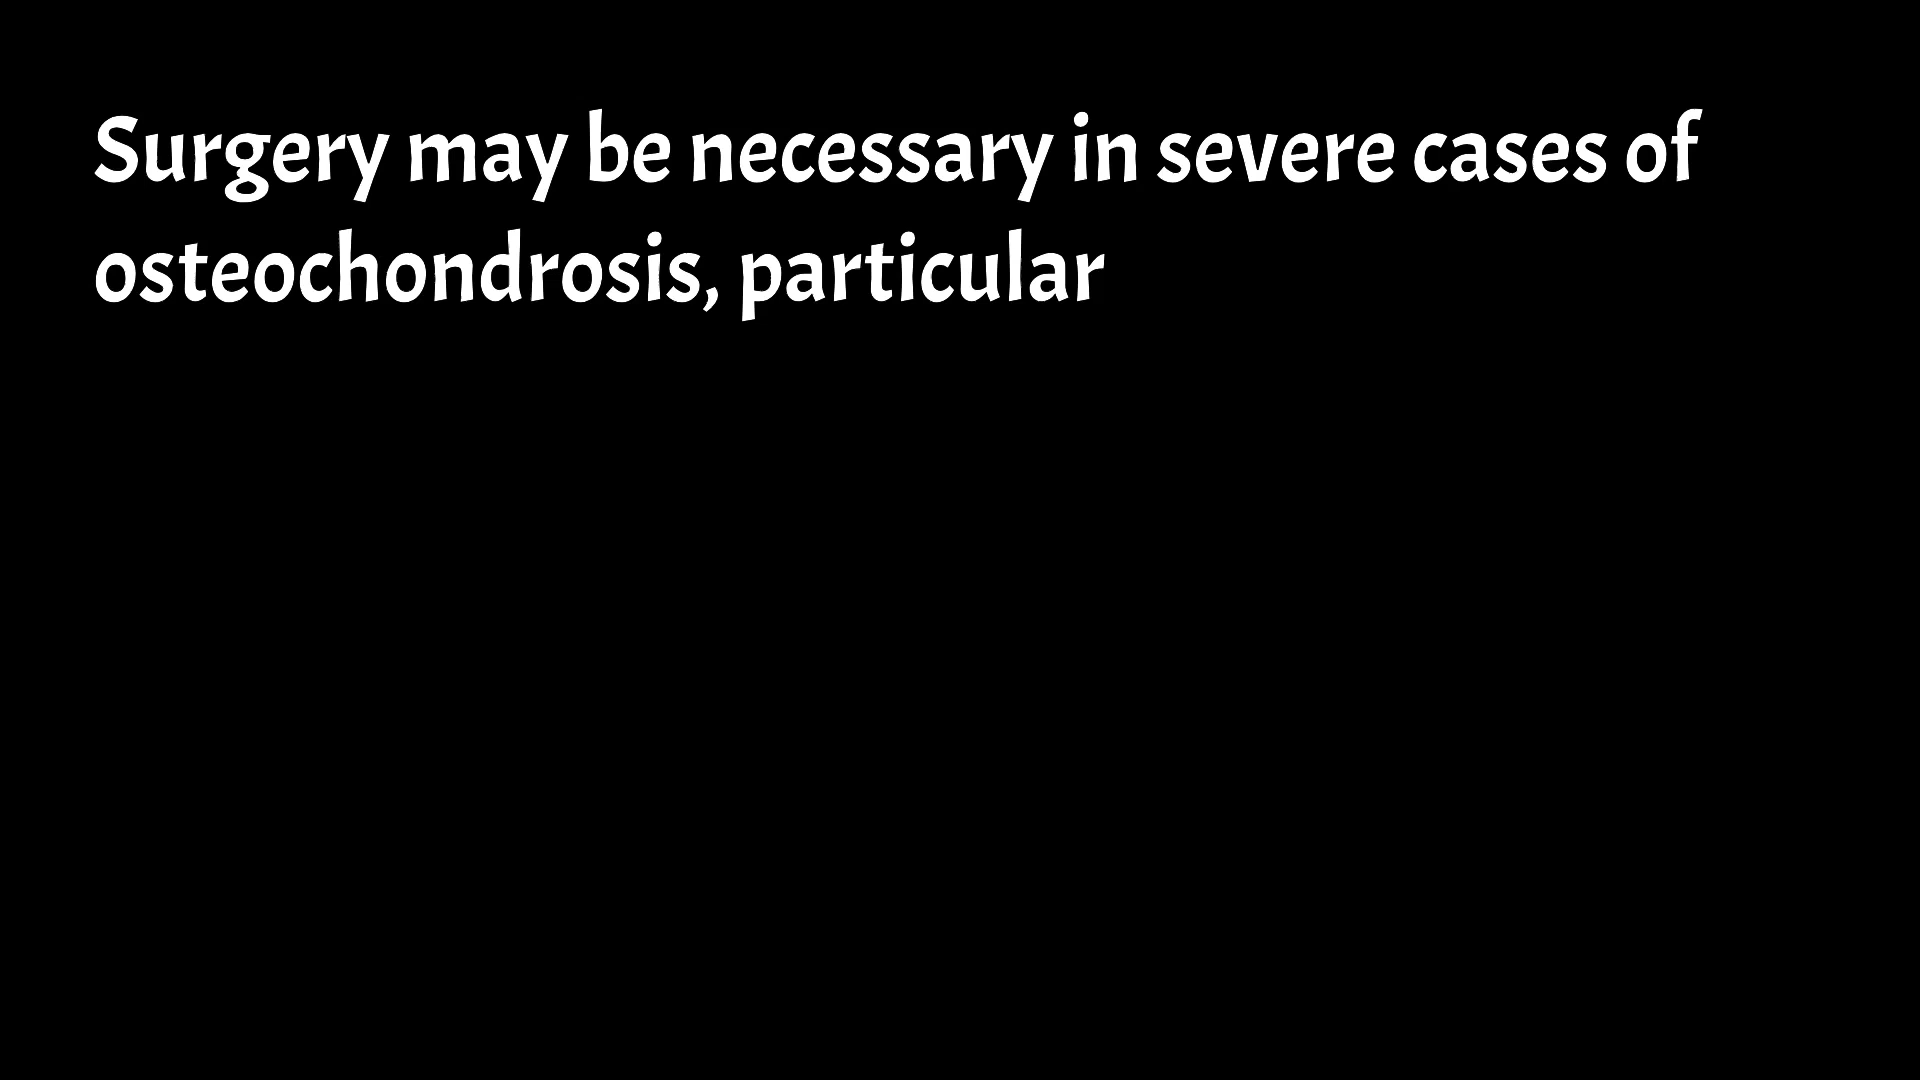 Surgery may be necessary in severe cases of
osteochondrosis, particular